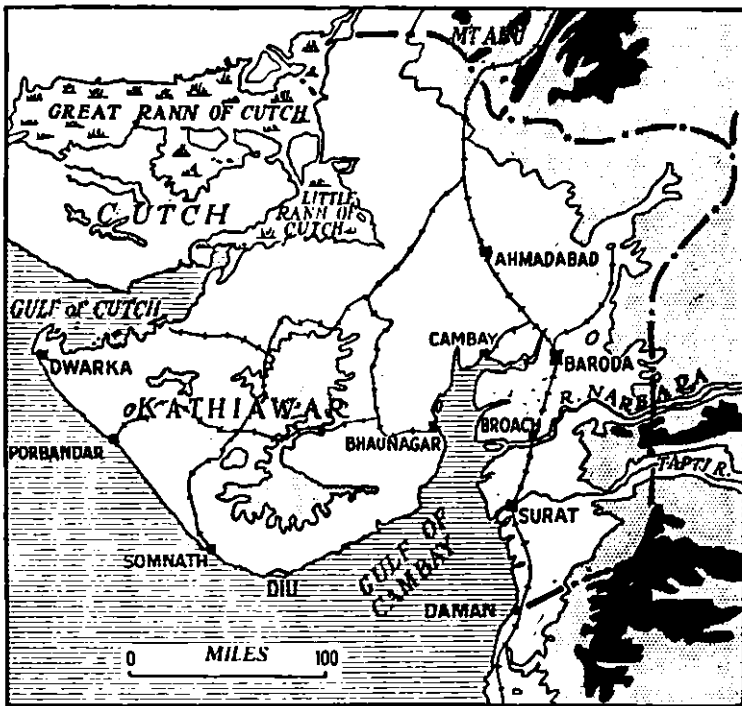 MT ABU
GREAT RANN OF CUTCH
CUTCH
LITTLE
RANN OF
CUTCH
AHMADABAD
GULF of CUTCH
CAMBAY
DWARKA
BARODA
KATHIAWAR
R. NARBARA
BROACH
BHAUNAGAR
PORBANDAR
TAPTI R.
SURAT
SOMNATH
DIU
GULF OF
CAMBAY
DAMAN
0 MILES 100